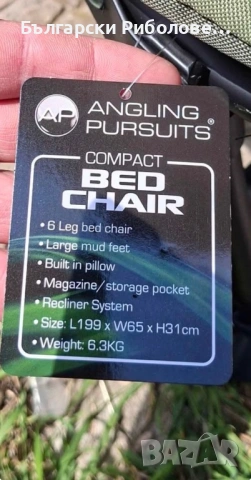 Български Риболове...
AP ANGLING
PURSUITS®
COMPACT
BED
CHAIR
• 6 Leg bed chair
• Large mud feet
• Built in pillow
• Magazine/storage pocket
• Recliner System
• Size: L199 x W65 x H31cm
• Weight: 6.3KG
BAZAR